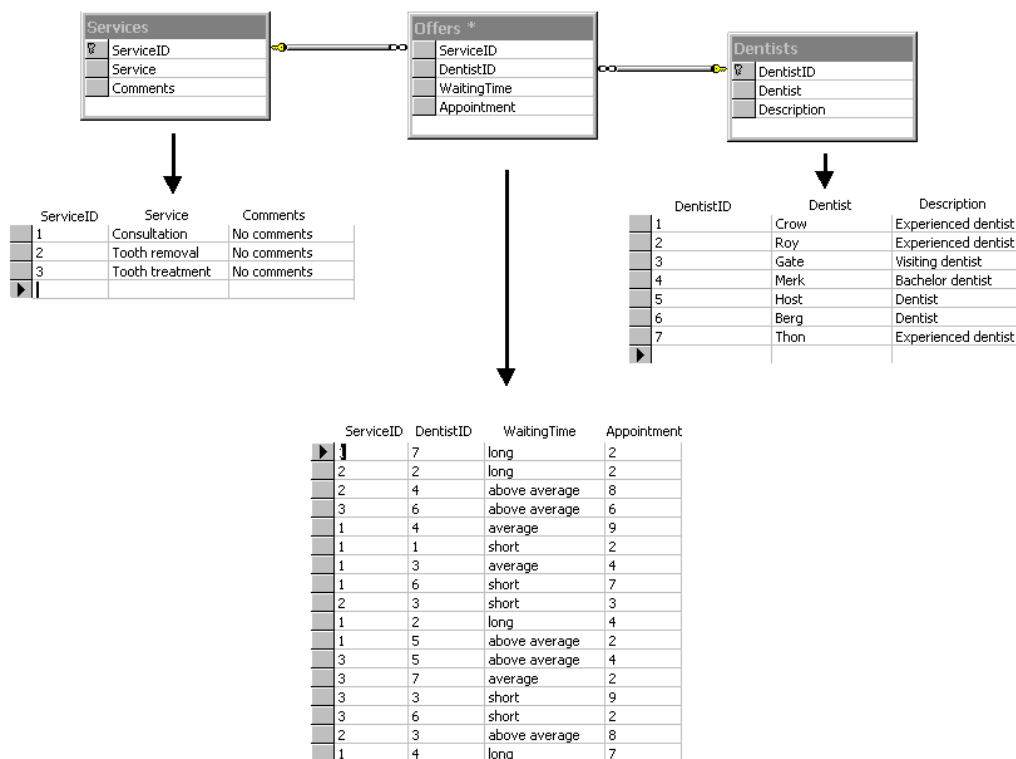 Services
ServiceID
Service
Comments
Offers *
ServiceID
DentistID
WaitingTime
Appointment
Dentists
DentistID
Dentist
Description
ServiceID Service Comments
1 Consultation No comments
2 Tooth removal No comments
3 Tooth treatment No comments
DentistID Dentist Description
1 Crow Experienced dentist
2 Roy Experienced dentist
3 Gate Visiting dentist
4 Merk Bachelor dentist
5 Host Dentist
6 Berg Dentist
7 Thon Experienced dentist
ServiceID DentistID WaitingTime Appointment
7 long 2
2 2 long 2
2 4 above average 8
3 6 above average 6
1 4 average 9
1 1 short 2
1 3 average 4
1 6 short 7
2 3 short 3
1 2 long 4
1 5 above average 2
3 5 above average 4
3 7 average 2
3 3 short 9
3 6 short 2
2 3 above average 8
1 4 long 7